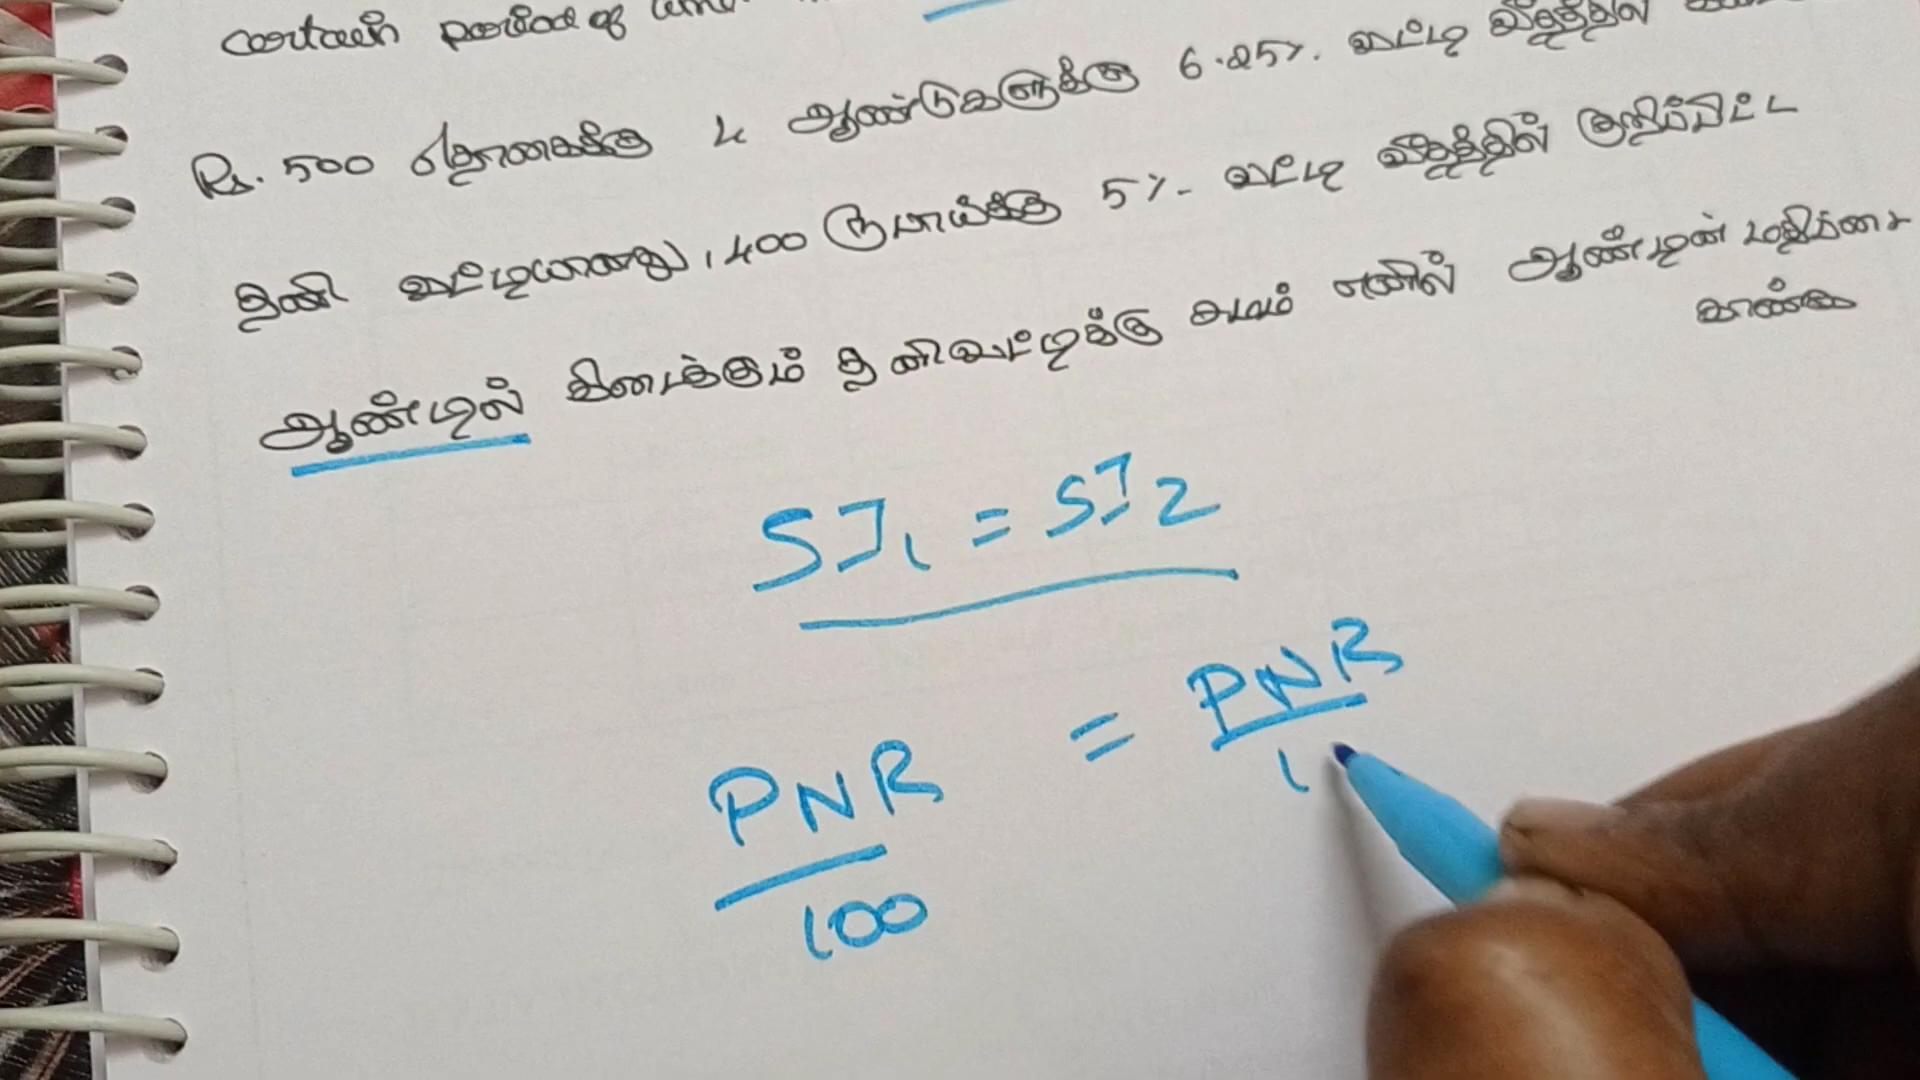 certain period of time
Rs. 500 தொகைக்கு 4 ஆண்டுகளுக்கு 6.25%. வட்டி வீதத்தில்
தனி வட்டியானது, 400 ரூபாய்க்கு 5%- வட்டி வீதத்தில் குறிப்பிட்ட
ஆண்டில் கிடைக்கும் தனிவட்டிக்கு சமம் எனில் ஆண்டின் மதிப்பை
காண்க
SI₁ = SI₂
PNR = PNR
100 1